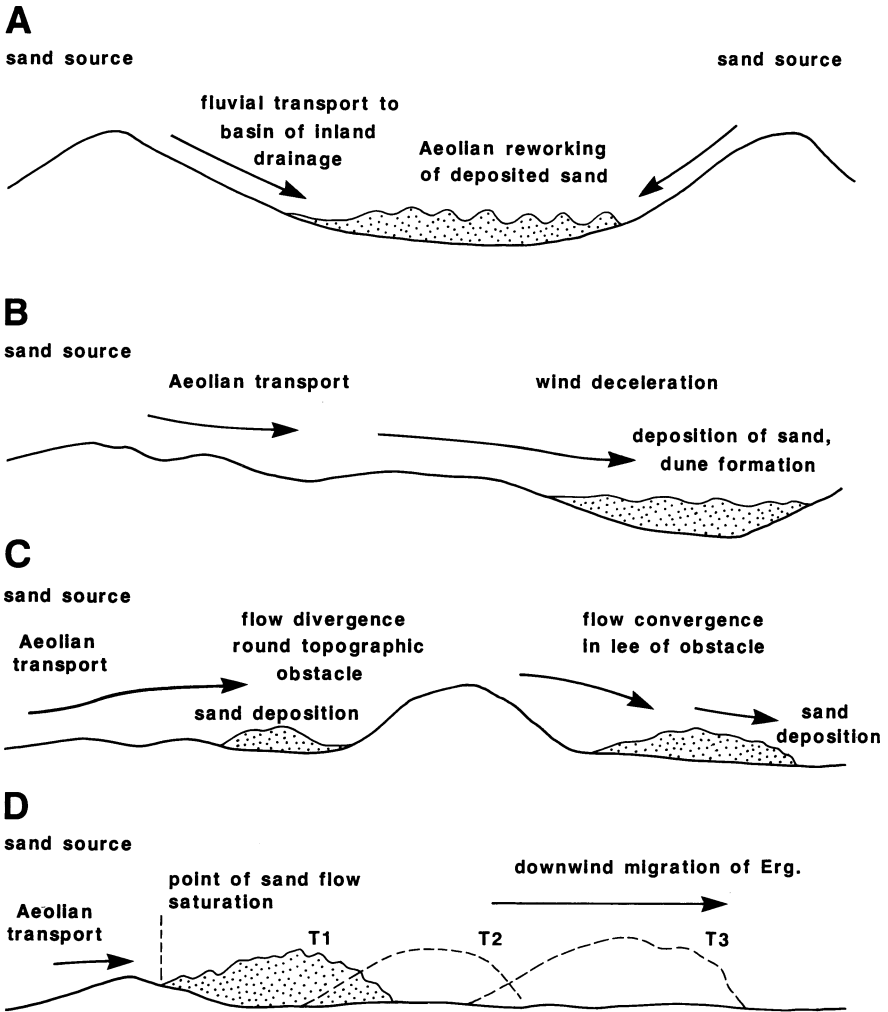 A
sand source
sand source
fluvial transport to
basin of inland
drainage
Aeolian reworking
of deposited sand
B
sand source
Aeolian transport
wind deceleration
deposition of sand,
dune formation
C
sand source
Aeolian
transport
flow divergence
round topographic
obstacle
sand deposition
flow convergence
in lee of obstacle
sand
deposition
D
sand source
Aeolian
transport
point of sand flow
saturation
downwind migration of Erg.
T1
T2
T3